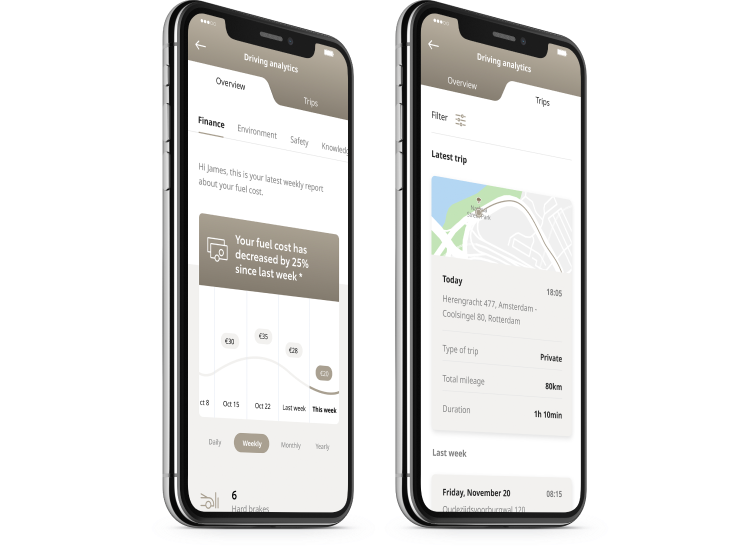 Driving analytics
Overview
Trips
Finance
Environment
Safety
Hi James, this is your latest weekly report
about your fuel cost.
Your fuel cost has
decreased by 25%
since last week *
€30
€35
€28
€20
ct 8
Oct 15
Oct 22
Last week
This week
Daily
Weekly
Monthly
Yearly
6
Hard brakes
Driving analytics
Overview
Trips
Filter
Latest trip
Today
18:05
Herengracht 477, Amsterdam -
Coolsingel 80, Rotterdam
Type of trip
Private
Total mileage
80km
Duration
1h 10min
Last week
Friday, November 20
08:15
120